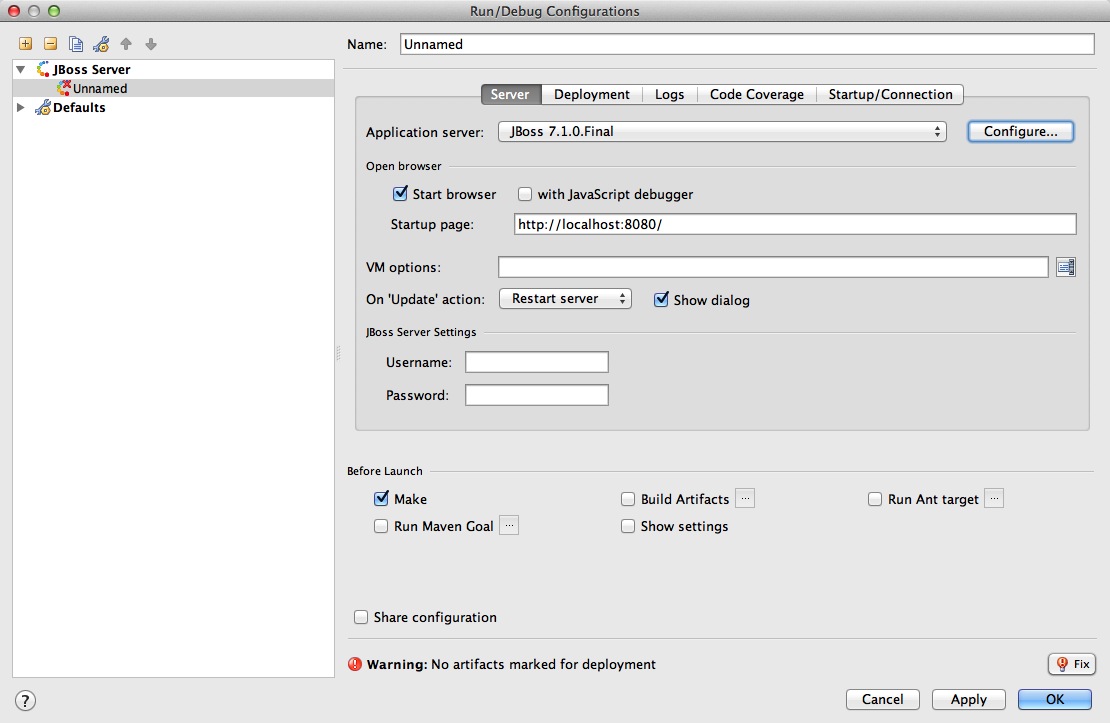 Run/Debug Configurations
JBoss Server
Unnamed
Defaults
Name: Unnamed
Server Deployment Logs Code Coverage Startup/Connection
Application server: JBoss 7.1.0.Final Configure...
Open browser
Start browser with JavaScript debugger
Startup page: http://localhost:8080/
VM options:
On 'Update' action: Restart server Show dialog
JBoss Server Settings
Username:
Password:
Before Launch
Make Build Artifacts ... Run Ant target ...
Run Maven Goal ... Show settings
Share configuration
Warning: No artifacts marked for deployment Fix
? Cancel Apply OK